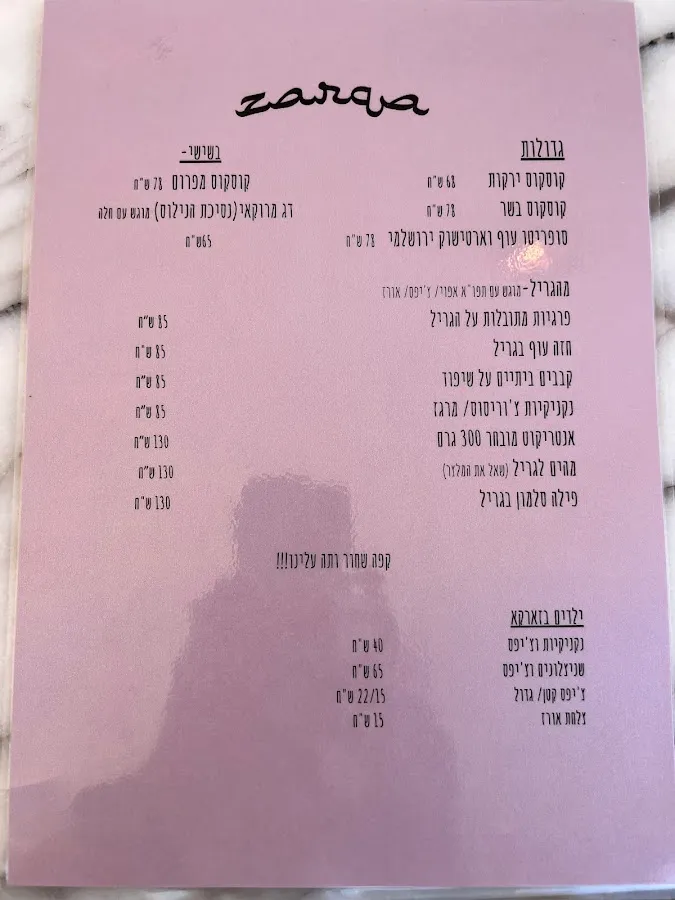 zarqa
גדולות
קוסקוס ירקות 68 ש"ח
קוסקוס בשר 78 ש"ח
סופריטו עוף וארטישוק ירושלמי 78 ש"ח
בשישי-
קוסקוס מפרום 78 ש"ח
דג מרוקאי (נסיכת הנילוס) מוגש עם חלה
65 ש"ח
מהגריל- מוגש עם תפו"א אפוי/ צ'יפס/ אורז
פרגיות מתובלות על הגריל 85 ש"ח
חזה עוף בגריל 85 ש"ח
קבבים ביתיים על שיפוד 85 ש"ח
נקניקיות צ'וריסוס/ מרגז 85 ש"ח
אנטריקוט מובחר 300 גרם 130 ש"ח
מהים לגריל (שאל את המלצר) 130 ש"ח
פילה סלמון בגריל 130 ש"ח
קפה שחור ותה עלינו!!!
ילדים בזארקא
נקניקיות וצ'יפס 40 ש"ח
שניצלונים וצ'יפס 65 ש"ח
צ'יפס קטן/ גדול 22/15 ש"ח
צלחת אורז 15 ש"ח